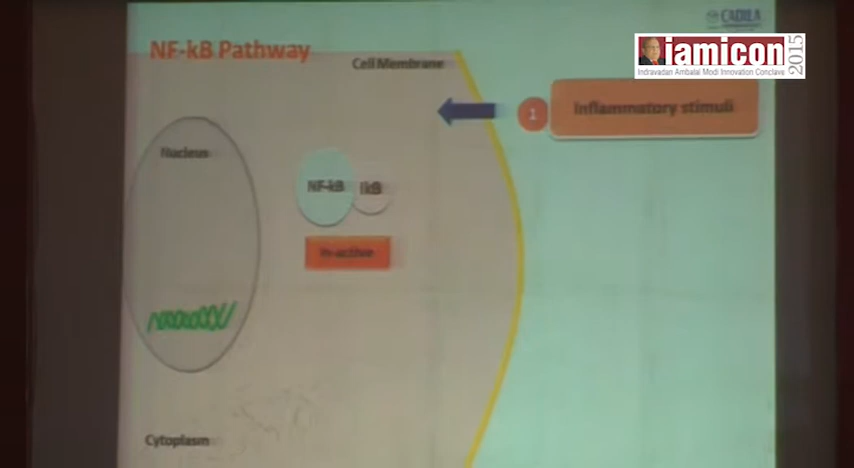 CADILA
iamicon
2015
Indravadan Ambalal Modi Innovation Conclave
NF-kB Pathway
Cell Membrane
1
Inflammatory stimuli
Nucleus
NF-kB
IkB
In-active
Cytoplasm